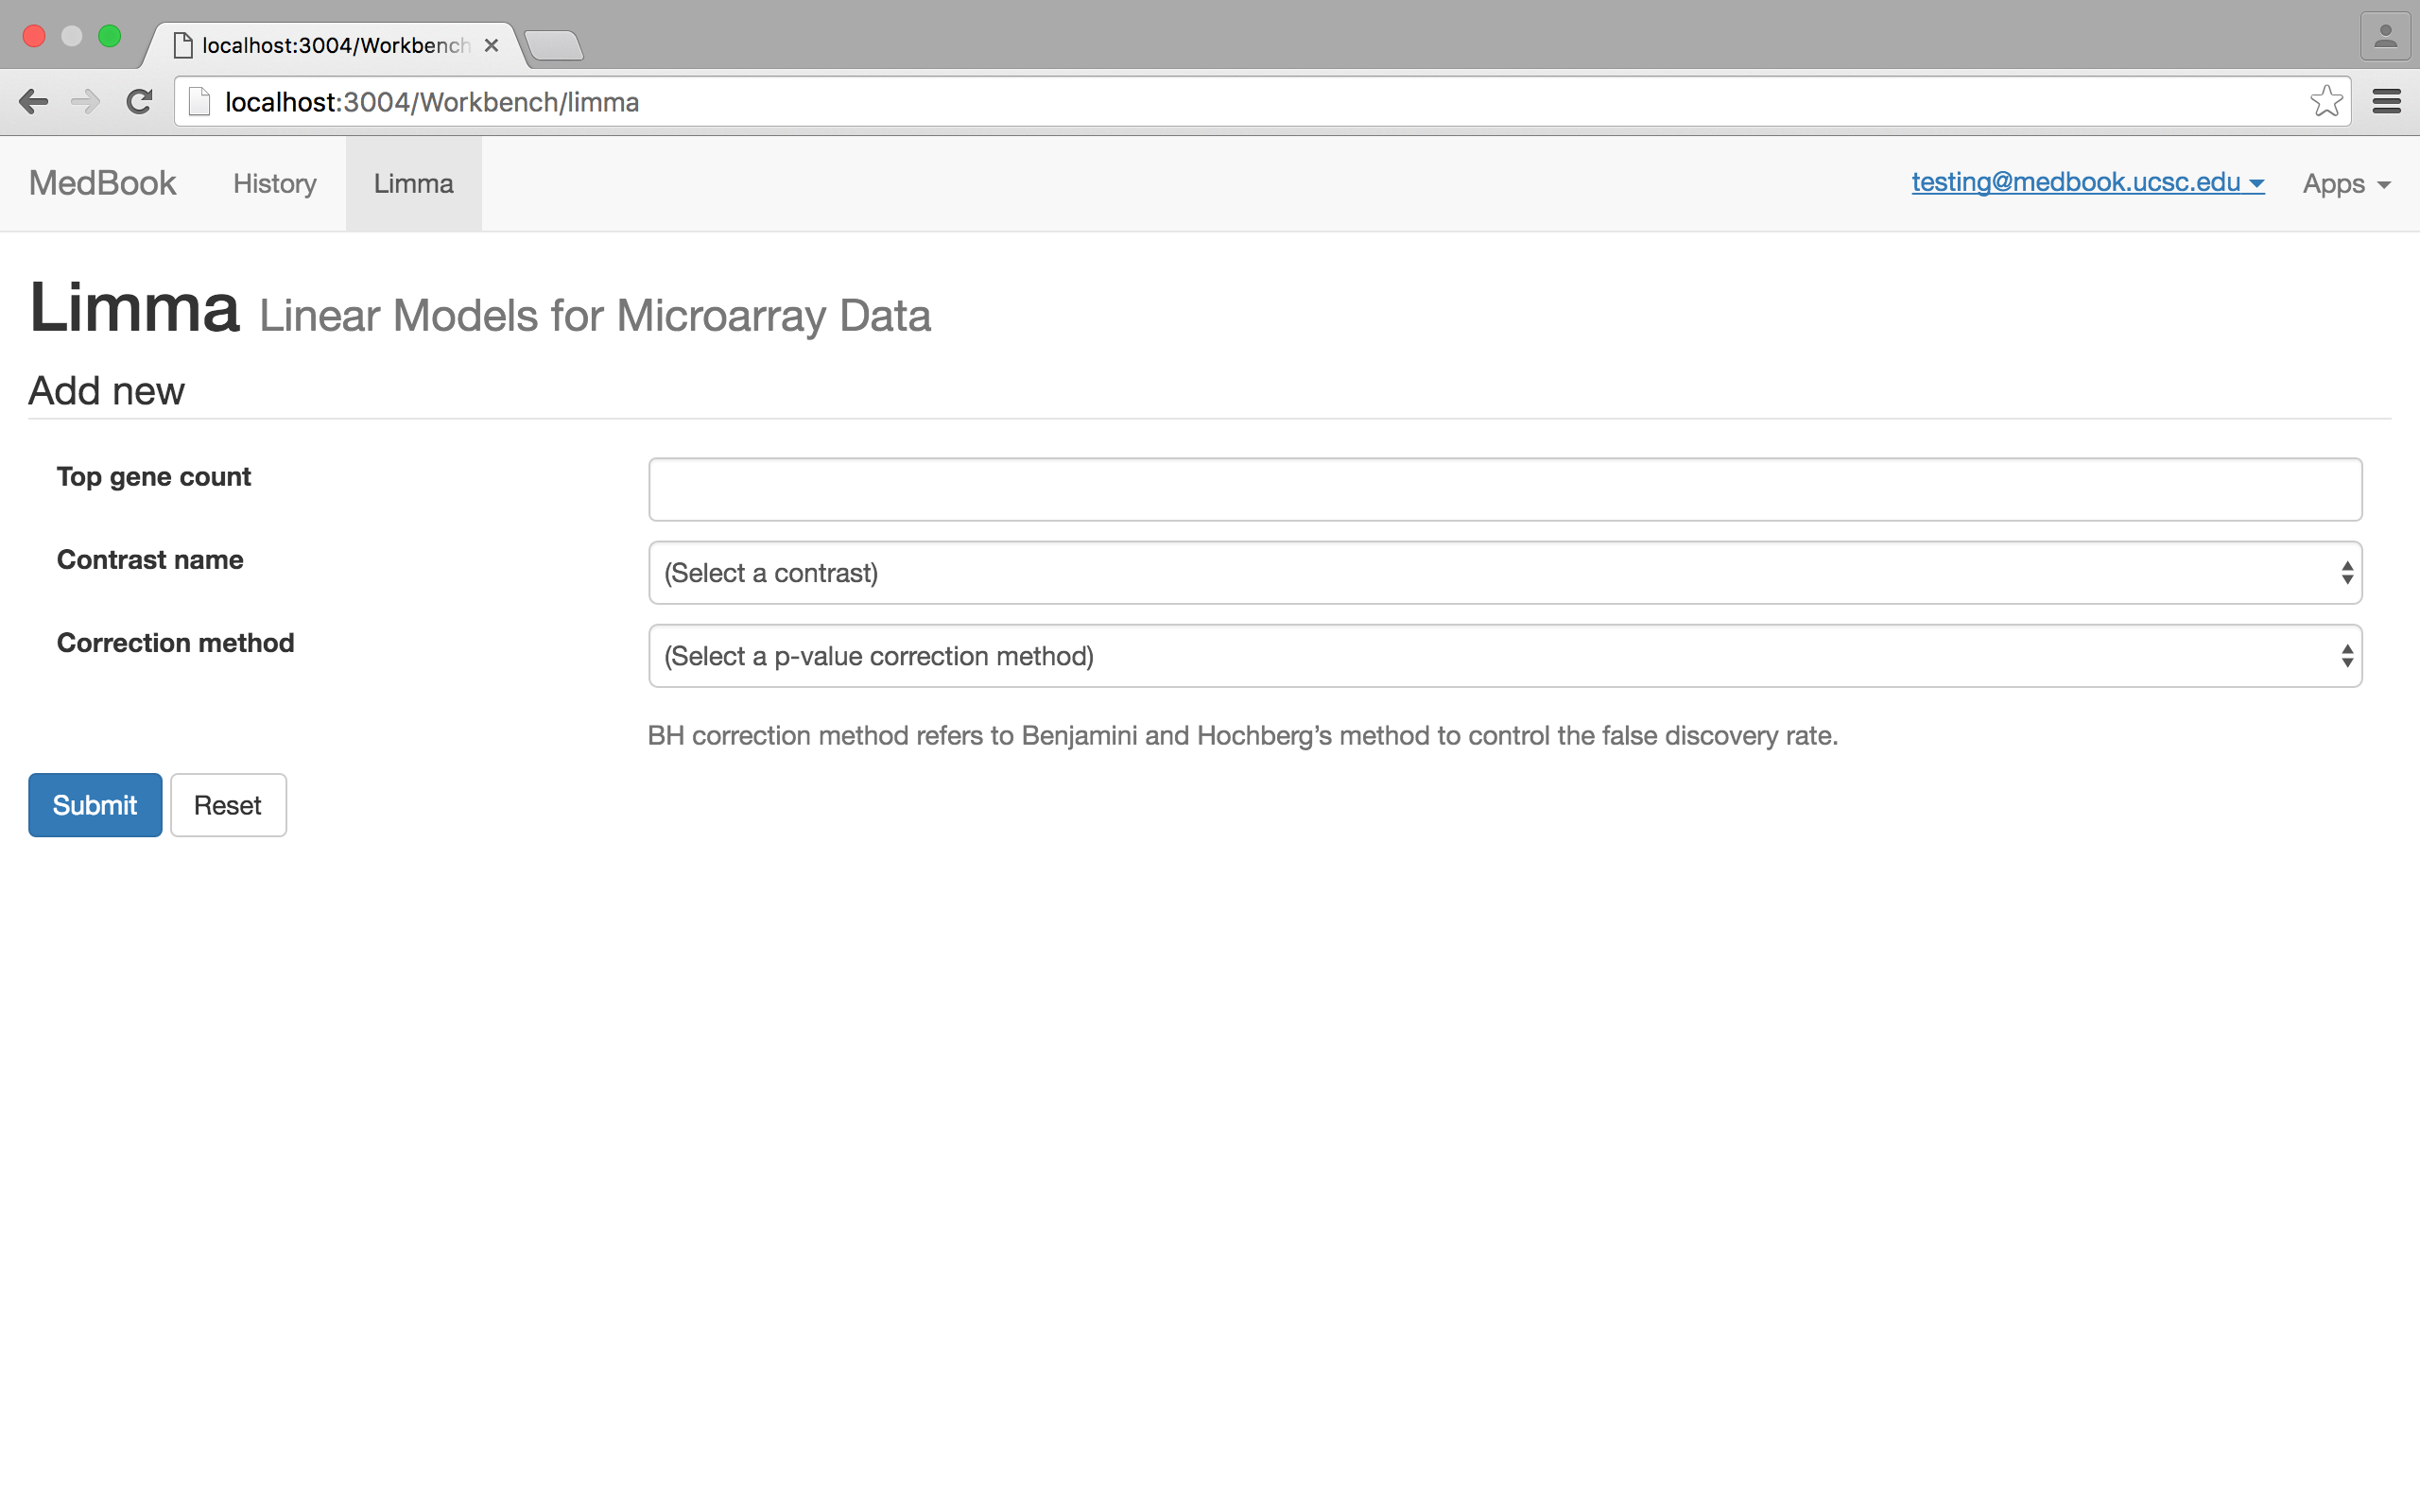 localhost:3004/Workbench
localhost:3004/Workbench/limma
MedBook History Limma testing@medbook.ucsc.edu Apps
Limma Linear Models for Microarray Data
Add new
Top gene count
Contrast name (Select a contrast)
Correction method (Select a p-value correction method)
BH correction method refers to Benjamini and Hochberg’s method to control the false discovery rate.
Submit Reset